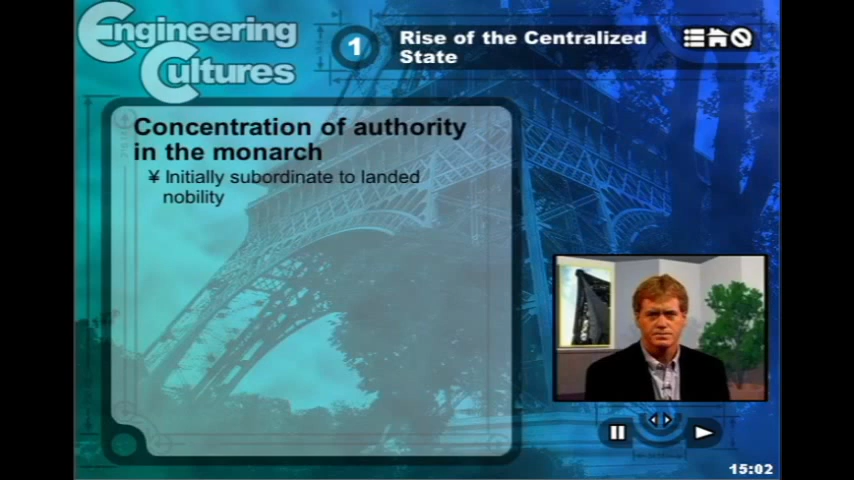 Engineering
Cultures
1
Rise of the Centralized
State
Concentration of authority
in the monarch
¥ Initially subordinate to landed
nobility
15:02